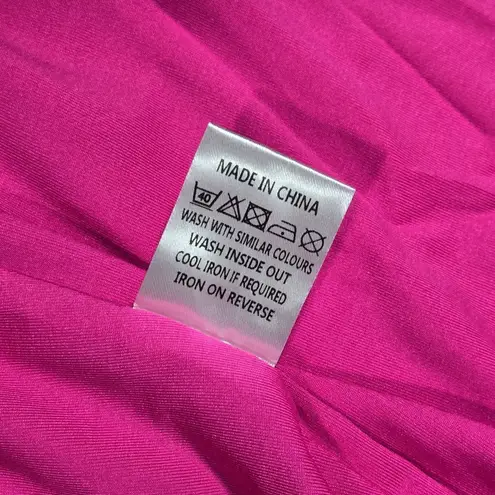 MADE IN CHINA
40
WASH WITH SIMILAR COLOURS
WASH INSIDE OUT
COOL IRON IF REQUIRED
IRON ON REVERSE